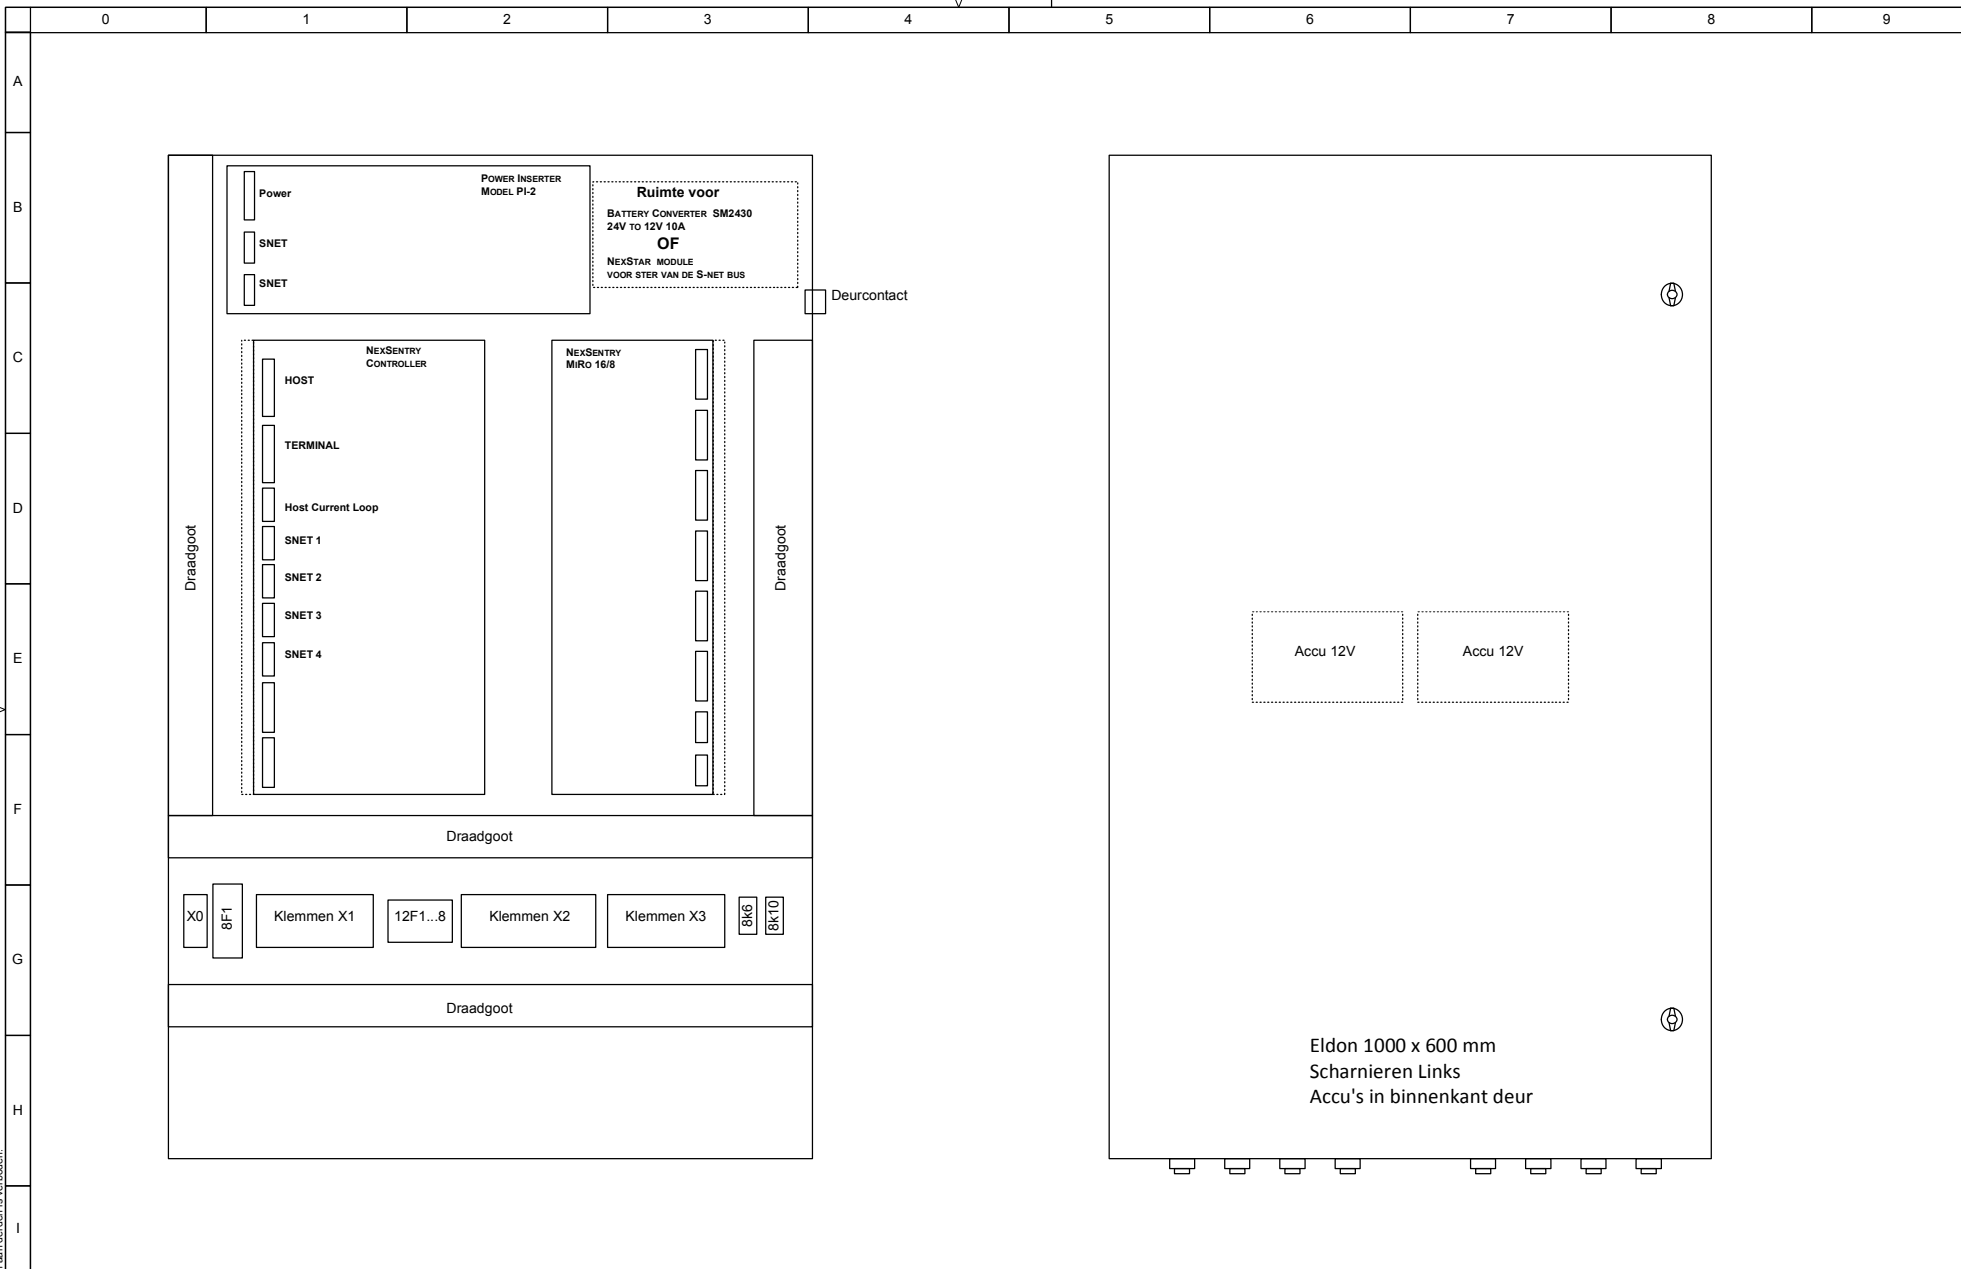 0 1 2 3 4 5 6 7 8 9
A
B
C
D
E
F
G
H
I
Power
SNET
SNET
POWER INSERTER
MODEL PI-2
Ruimte voor
BATTERY CONVERTER SM2430
24V TO 12V 10A
OF
NEXSTAR MODULE
VOOR STER VAN DE S-NET BUS
Deurcontact
NEXSENTRY
CONTROLLER
HOST
TERMINAL
Host Current Loop
SNET 1
SNET 2
SNET 3
SNET 4
NEXSENTRY
MIRO 16/8
Draadgoot
Draadgoot
Draadgoot
X0
8F1
Klemmen X1
12F1...8
Klemmen X2
Klemmen X3
8k6
8k10
Draadgoot
Accu 12V
Accu 12V
Eldon 1000 x 600 mm
Scharnieren Links
Accu's in binnenkant deur